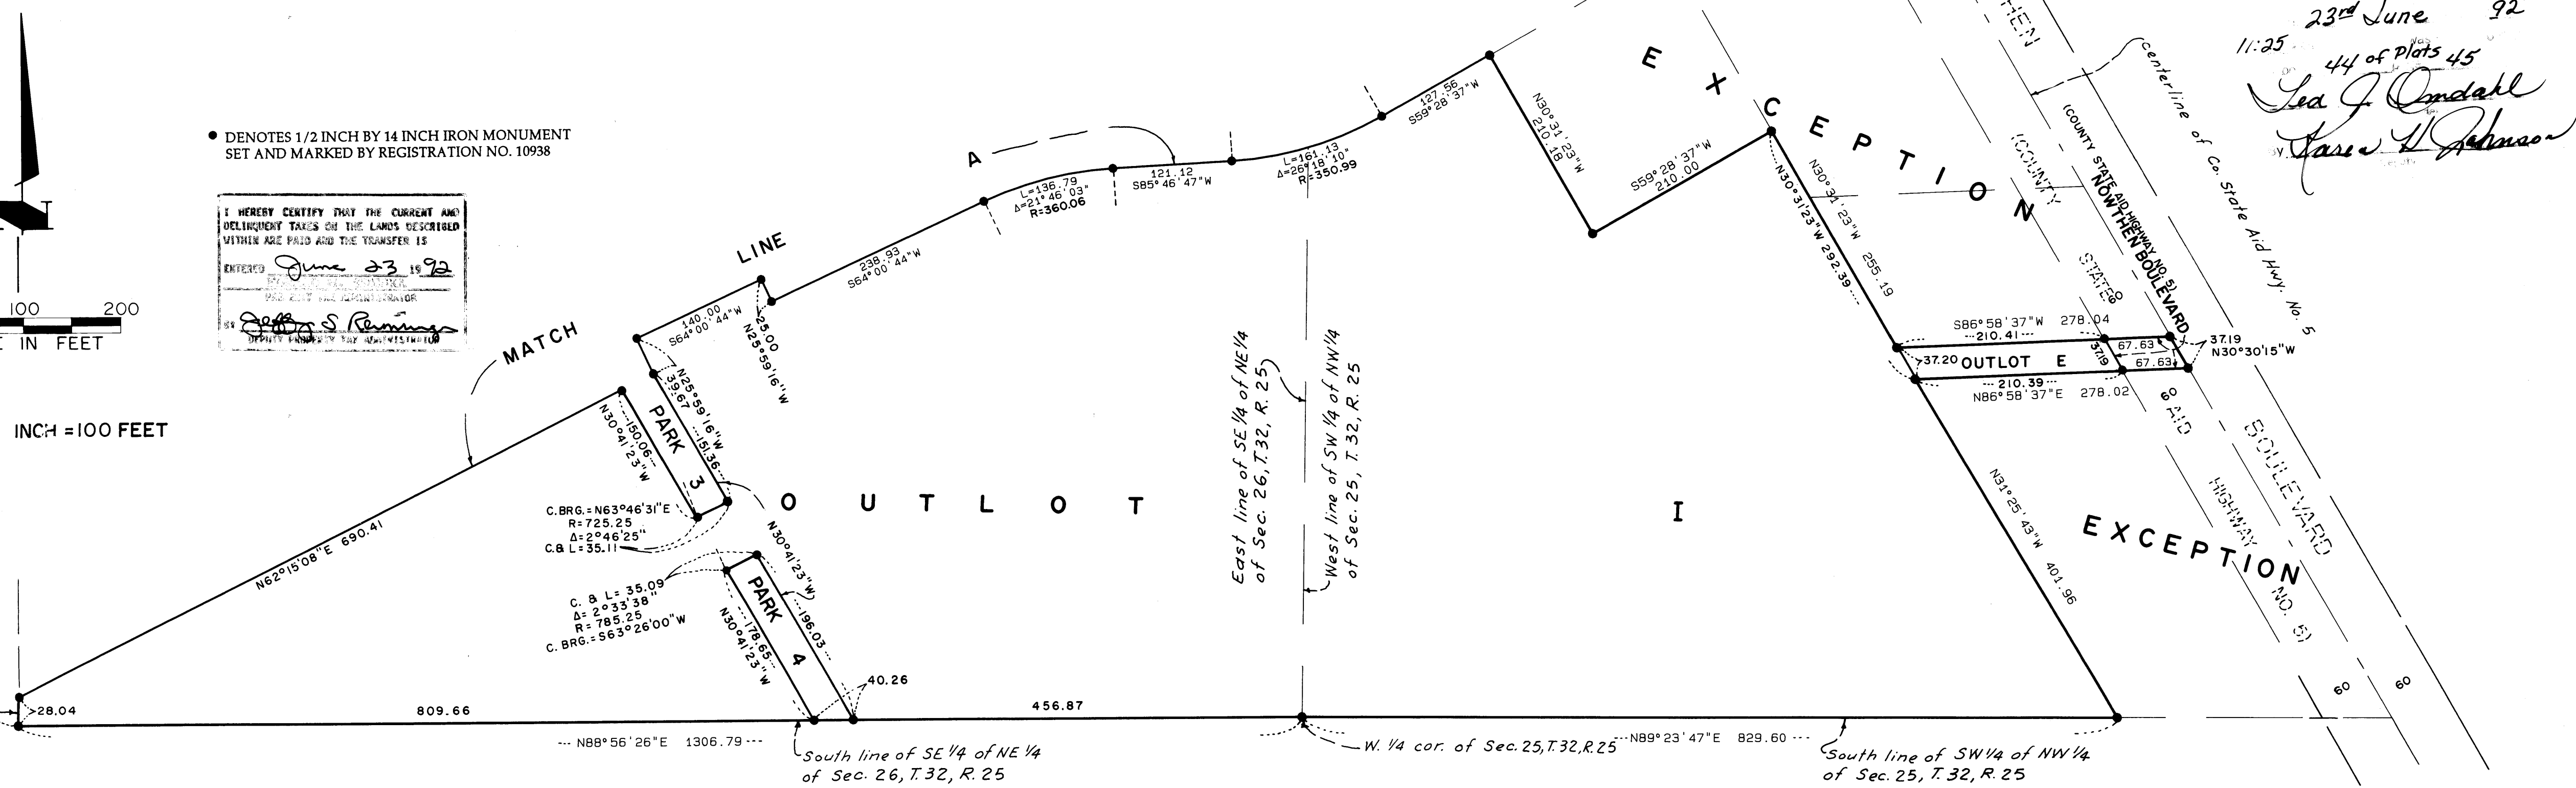 23rd June 92
11:25
44 of Plats 45
● DENOTES 1/2 INCH BY 14 INCH IRON MONUMENT
SET AND MARKED BY REGISTRATION NO. 10938
I HEREBY CERTIFY THAT THE CURRENT AND
DELINQUENT TAXES ON THE LANDS DESCRIBED
WITHIN ARE PAID AND THE TRANSFER IS
ENTERED June 23 1992
BY
DEPUTY PROPERTY TAX ADMINISTRATOR
100 200
IN FEET
INCH = 100 FEET
MATCH
LINE
A
N62°15'08"E 690.41
140.00
S64°00'44"W
25.00
N25°59'16"W
238.93
S64°00'44"W
L=136.79
Δ=21°46'03"
R=360.06
121.12
S85°46'47"W
L=161.13
Δ=26°18'10"
R=350.99
127.56
S59°28'37"W
N30°31'23"W
210.18
S59°28'37"W
210.00
EXCEPTION
N30°31'23"W 255.19
N30°31'23"W 292.39
N25°59'16"W
39.67
151.36
PARK 3
150.06
N30°41'23"W
C.BRG.=N63°46'31"E
R=725.25
Δ=2°46'25"
C.& L=35.11
N30°41'23"W
196.03
PARK 4
178.65
N30°41'23"W
C. & L= 35.09
Δ= 2°33'38"
R= 785.25
C. BRG.= S63°26'00"W
OUTLOT I
East line of SE 1/4 of NE 1/4
of Sec. 26, T. 32, R. 25
West line of SW 1/4 of NW 1/4
of Sec. 25, T. 32, R. 25
S86°58'37"W 278.04
210.41
37.20 OUTLOT E
37.19
67.63
67.63
37.19
N30°30'15"W
210.39
N86°58'37"E 278.02
60
60
HEN
(COUNTY
STATE
AID
HIGHWAY
NO. 5)
(COUNTY STATE AID HIGHWAY NO. 5)
NOWTHEN BOULEVARD
BOULEVARD
centerline of Co. State Aid Hwy. No. 5
N31°25'43"W 401.96
EXCEPTION
60 60
28.04
809.66
40.26
456.87
N88°56'26"E 1306.79
South line of SE 1/4 of NE 1/4
of Sec. 26, T. 32, R. 25
W. 1/4 cor. of Sec. 25, T. 32, R. 25
N89°23'47"E 829.60
South line of SW 1/4 of NW 1/4
of Sec. 25, T. 32, R. 25